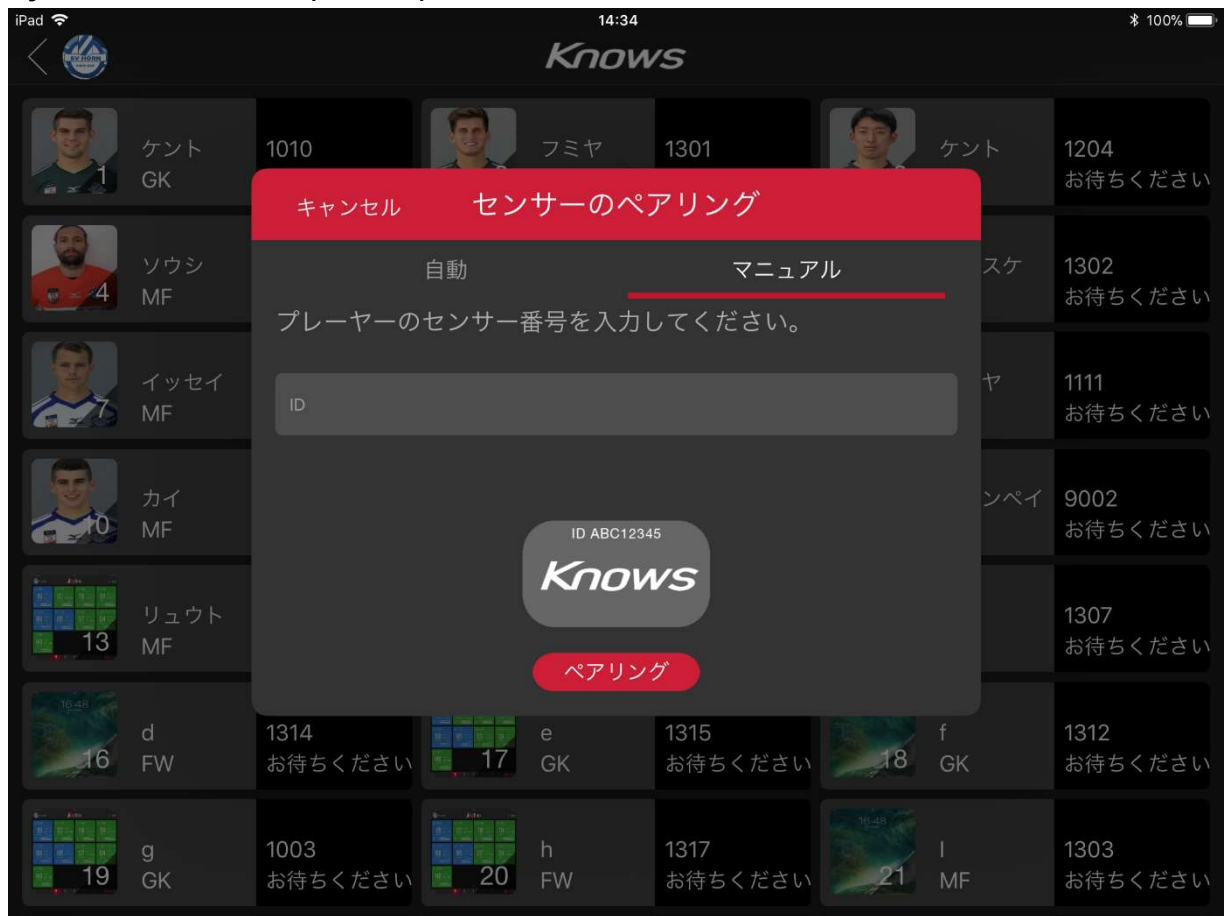 iPad 14:34 100%
SV HORN Knows
ケント 1010 フミヤ 1301 ケント 1204
1 GK お待ちください
キャンセル センサーのペアリング
ソウシ 自動 マニュアル スケ 1302
4 MF お待ちください
プレーヤーのセンサー番号を入力してください。
イッセイ ヤ 1111
7 MF ID お待ちください
カイ ンペイ 9002
10 MF お待ちください
ID ABC12345
Knows
リュウト 1307
13 MF お待ちください
ペアリング
16:48
d 1314 e 1315 f 1312
16 FW お待ちください 17 GK お待ちください 18 GK お待ちください
16:48
g 1003 h 1317 l 1303
19 GK お待ちください 20 FW お待ちください 21 MF お待ちください